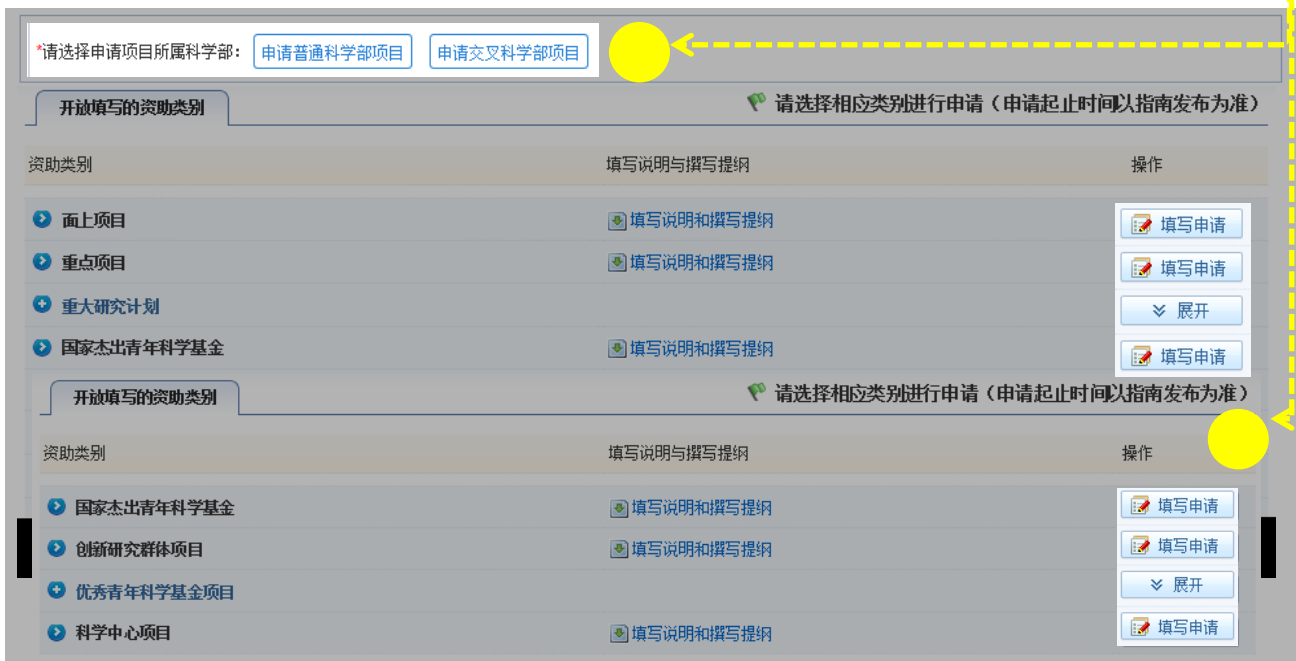 *请选择申请项目所属科学部： 申请普通科学部项目 申请交叉科学部项目
开放填写的资助类别 请选择相应类别进行申请（申请起止时间以指南发布为准）
资助类别 填写说明与撰写提纲 操作
面上项目 填写说明和撰写提纲 填写申请
重点项目 填写说明和撰写提纲 填写申请
重大研究计划 展开
国家杰出青年科学基金 填写说明和撰写提纲 填写申请
开放填写的资助类别 请选择相应类别进行申请（申请起止时间以指南发布为准）
资助类别 填写说明与撰写提纲 操作
国家杰出青年科学基金 填写说明和撰写提纲 填写申请
创新研究群体项目 填写说明和撰写提纲 填写申请
优秀青年科学基金项目 展开
科学中心项目 填写说明和撰写提纲 填写申请